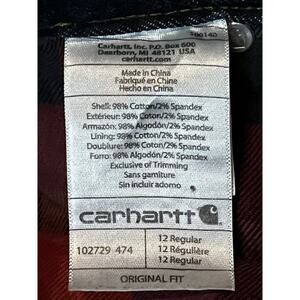 Carhartt, Inc. P.O. Box 600
Dearborn, MI 48121 USA
carhartt.com
Made in China
Fabriqué en Chine
Hecho en China
Shell: 98% Cotton/2% Spandex
Extérieur: 98% Coton/2% Spandex
Armazón: 98% Algodón/2% Spandex
Lining: 98% Cotton/2% Spandex
Doublure: 98% Coton/2% Spandex
Forro: 98% Algodón/2% Spandex
Exclusive of Trimming
Sans garniture
Sin incluir adorno
carhartt
102729 474
12 Regular
12 Régulière
12 Regular
ORIGINAL FIT